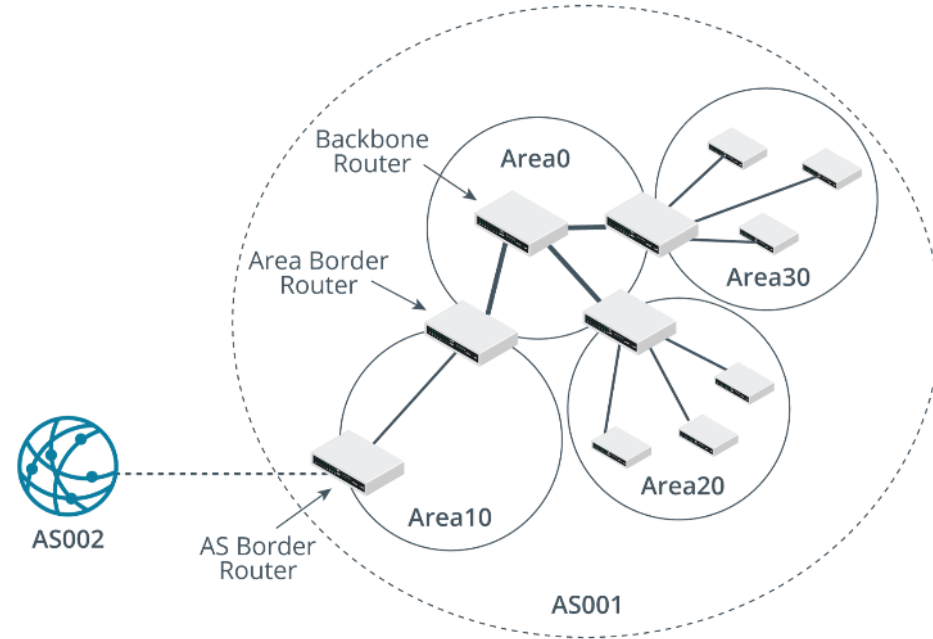 Backbone
Router
Area0
Area Border
Router
Area30
Area20
Area10
AS002
AS Border
Router
AS001